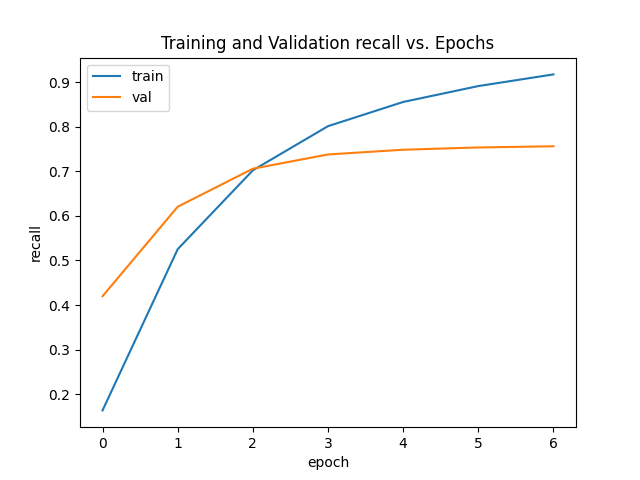 Training and Validation recall vs. Epochs
train
val
0.9
0.8
0.7
0.6
0.5
0.4
0.3
0.2
recall
0 1 2 3 4 5 6
epoch